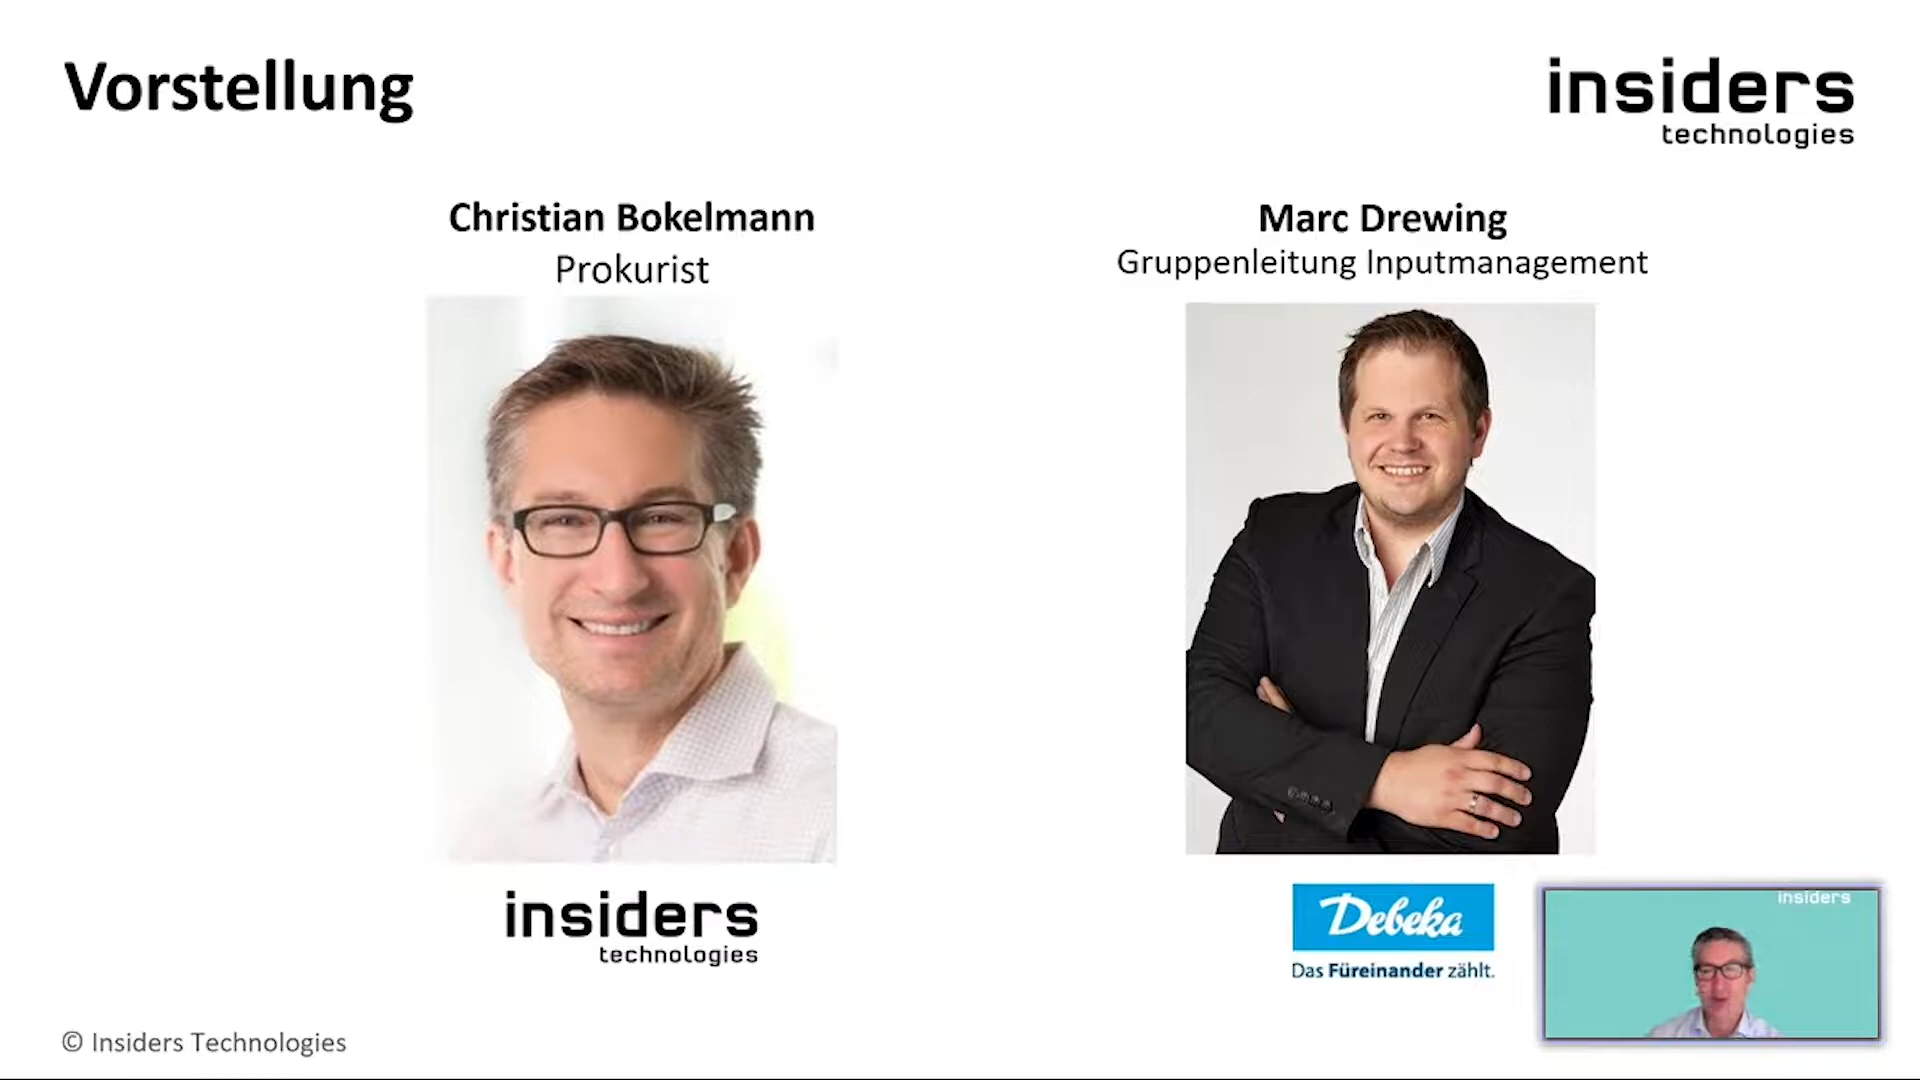 Vorstellung
insiders
technologies
Christian Bokelmann
Prokurist
Marc Drewing
Gruppenleitung Inputmanagement
insiders
technologies
Debeka
Das Füreinander zählt.
insiders
© Insiders Technologies